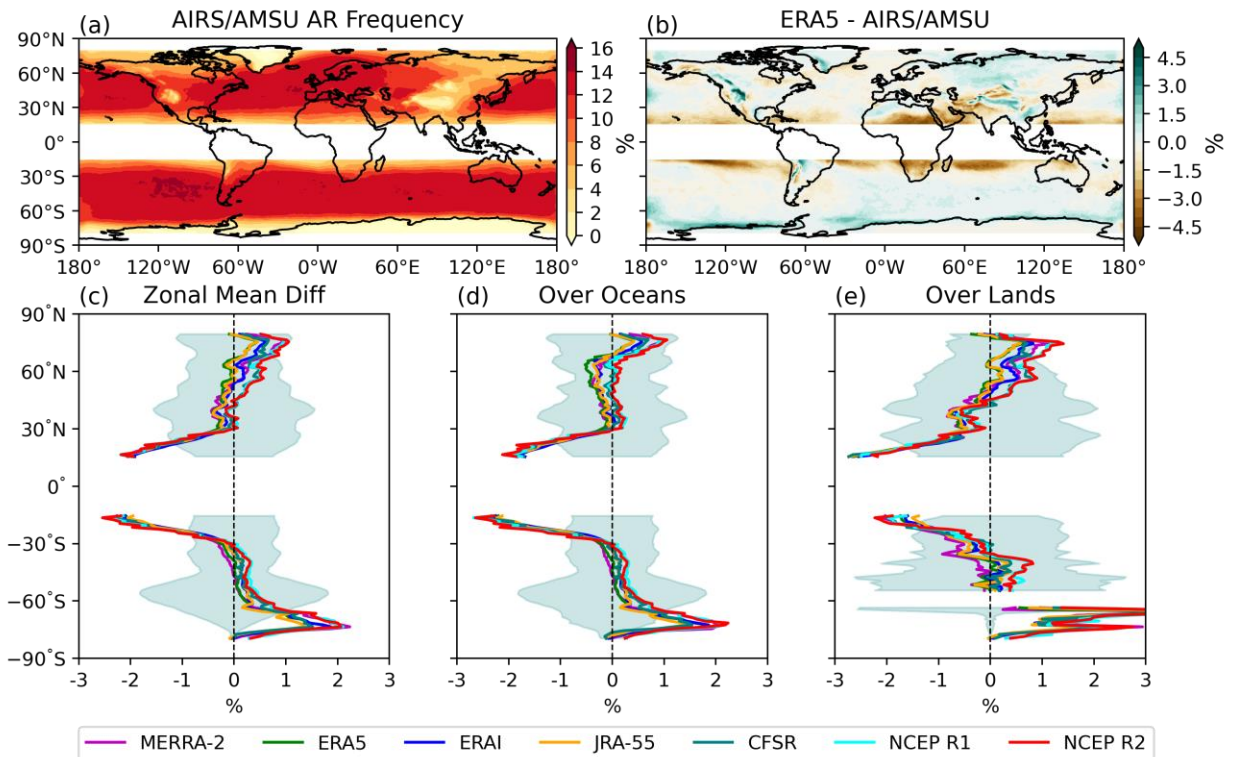 (a) AIRS/AMSU AR Frequency
(b) ERA5 - AIRS/AMSU
90°N
60°N
30°N
0°
30°S
60°S
90°S
180° 120°W 60°W 0°W 60°E 120°E 180°
16
14
12
10
8
6
4
2
0
%
180° 120°W 60°W 0°W 60°E 120°E 180°
4.5
3.0
1.5
0.0
−1.5
−3.0
−4.5
%
(c) Zonal Mean Diff
(d) Over Oceans
(e) Over Lands
90°N
60°N
30°N
0°
−30°S
−60°S
−90°S
-3 -2 -1 0 1 2 3
%
-3 -2 -1 0 1 2 3
%
-3 -2 -1 0 1 2 3
%
MERRA-2 ERA5 ERAI JRA-55 CFSR NCEP R1 NCEP R2